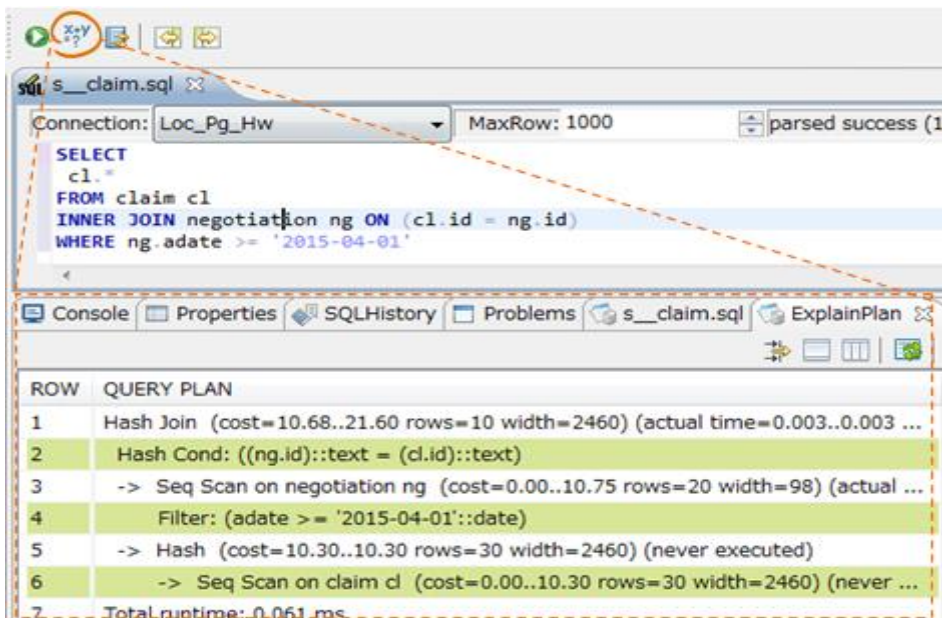 x+y
=?
SQL s__claim.sql
Connection: Loc_Pg_Hw MaxRow: 1000 parsed success (1
SELECT
cl.*
FROM claim cl
INNER JOIN negotiation ng ON (cl.id = ng.id)
WHERE ng.adate >= '2015-04-01'
Console Properties SQLHistory Problems s__claim.sql ExplainPlan
ROW QUERY PLAN
1 Hash Join (cost=10.68..21.60 rows=10 width=2460) (actual time=0.003..0.003 ...
2 Hash Cond: ((ng.id)::text = (cl.id)::text)
3 -> Seq Scan on negotiation ng (cost=0.00..10.75 rows=20 width=98) (actual ...
4 Filter: (adate >= '2015-04-01'::date)
5 -> Hash (cost=10.30..10.30 rows=30 width=2460) (never executed)
6 -> Seq Scan on claim cl (cost=0.00..10.30 rows=30 width=2460) (never ...
7 Total runtime: 0.061 ms